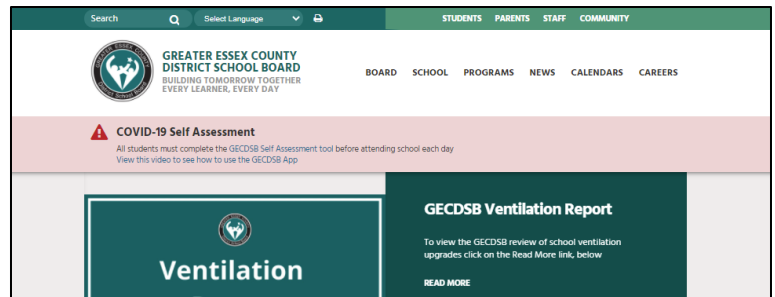 Search Select Language STUDENTS PARENTS STAFF COMMUNITY
GREATER ESSEX COUNTY
DISTRICT SCHOOL BOARD
BUILDING TOMORROW TOGETHER
EVERY LEARNER, EVERY DAY
BOARD SCHOOL PROGRAMS NEWS CALENDARS CAREERS
COVID-19 Self Assessment
All students must complete the GECDSB Self Assessment tool before attending school each day
View this video to see how to use the GECDSB App
Ventilation
GECDSB Ventilation Report
To view the GECDSB review of school ventilation
upgrades click on the Read More link, below
READ MORE